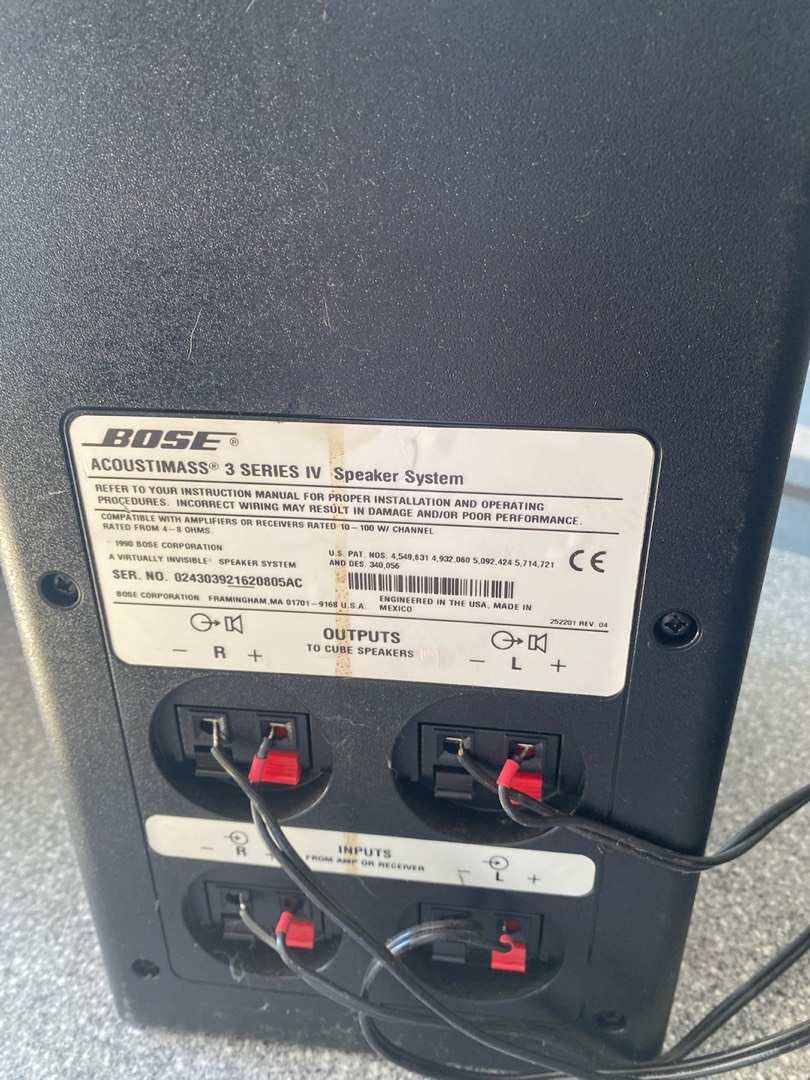 BOSE®
ACOUSTIMASS® 3 SERIES IV Speaker System
REFER TO YOUR INSTRUCTION MANUAL FOR PROPER INSTALLATION AND OPERATING
PROCEDURES. INCORRECT WIRING MAY RESULT IN DAMAGE AND/OR POOR PERFORMANCE.
COMPATIBLE WITH AMPLIFIERS OR RECEIVERS RATED 10-100 W/ CHANNEL
RATED FROM 4-8 OHMS.
1990 BOSE CORPORATION
A VIRTUALLY INVISIBLE® SPEAKER SYSTEM
U.S. PAT. NOS. 4,549,631 4,932,060 5,092,424 5,714,721
AND DES. 340,056
CE
SER. NO. 024303921620805AC
BOSE CORPORATION FRAMINGHAM, MA 01701-9168 U.S.A.
ENGINEERED IN THE USA, MADE IN
MEXICO
252201 REV. 04
OUTPUTS
TO CUBE SPEAKERS
- R +
- L +
INPUTS
FROM AMP OR RECEIVER
- R +
- L +